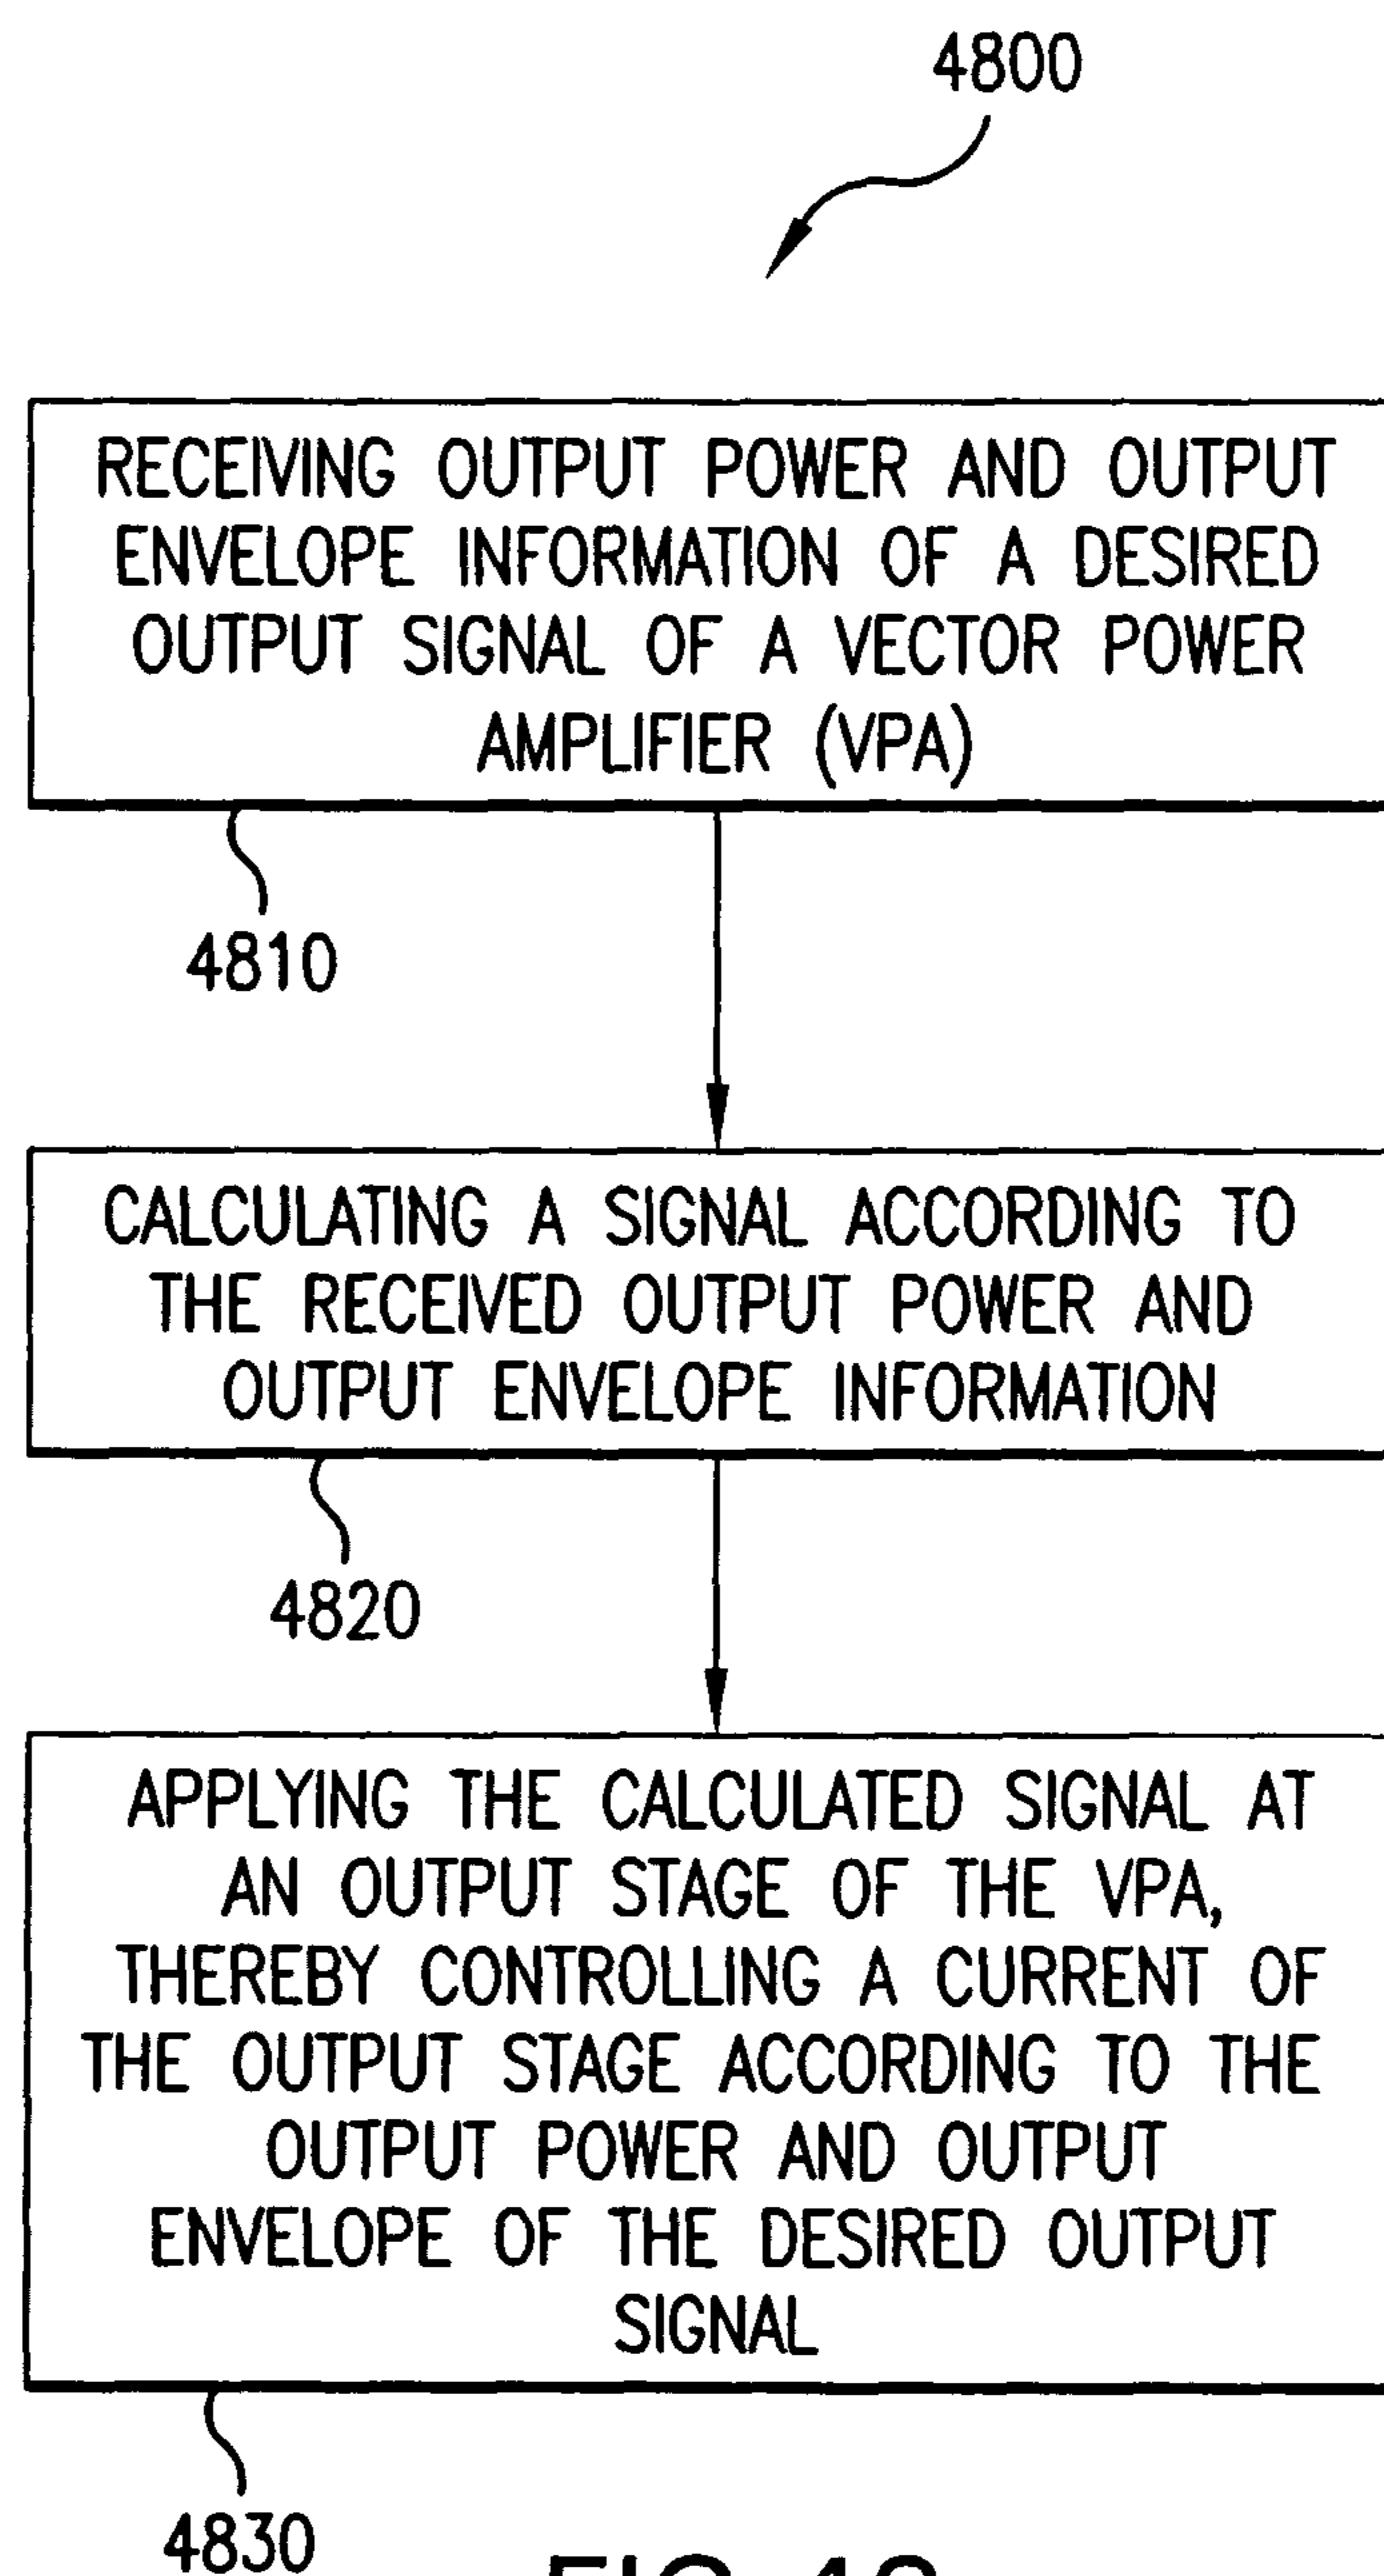 4800
RECEIVING OUTPUT POWER AND OUTPUT
ENVELOPE INFORMATION OF A DESIRED
OUTPUT SIGNAL OF A VECTOR POWER
AMPLIFIER (VPA)
4810
CALCULATING A SIGNAL ACCORDING TO
THE RECEIVED OUTPUT POWER AND
OUTPUT ENVELOPE INFORMATION
4820
APPLYING THE CALCULATED SIGNAL AT
AN OUTPUT STAGE OF THE VPA,
THEREBY CONTROLLING A CURRENT OF
THE OUTPUT STAGE ACCORDING TO THE
OUTPUT POWER AND OUTPUT
ENVELOPE OF THE DESIRED OUTPUT
SIGNAL
4830